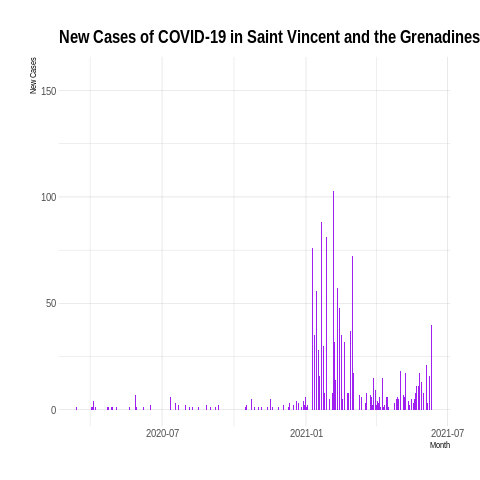 New Cases of COVID-19 in Saint Vincent and the Grenadines
New Cases
150
100
50
0
2020-07
2021-01
2021-07
Month